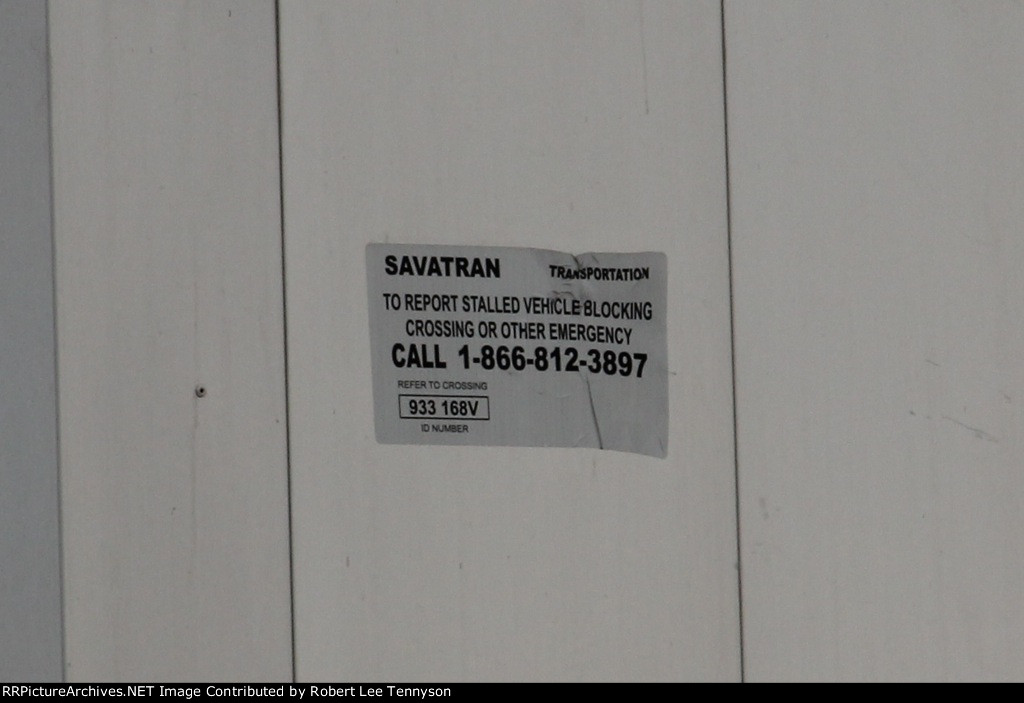 SAVATRAN TRANSPORTATION
TO REPORT STALLED VEHICLE BLOCKING
CROSSING OR OTHER EMERGENCY
CALL 1-866-812-3897
REFER TO CROSSING
933 168V
ID NUMBER
RRPictureArchives.NET Image Contributed by Robert Lee Tennyson